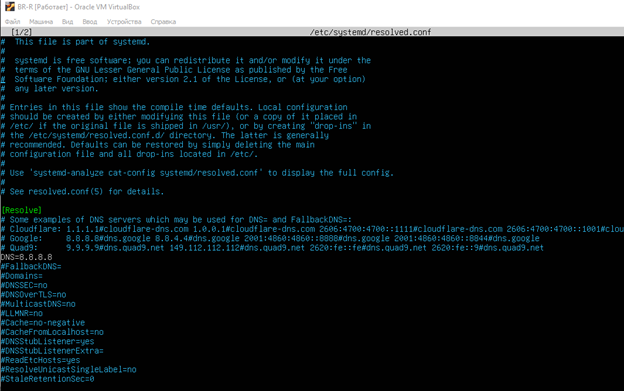 BR-R [Работает] - Oracle VM VirtualBox
Файл Машина Вид Ввод Устройства Справка
[1/2] /etc/systemd/resolved.conf
# This file is part of systemd.
#
# systemd is free software; you can redistribute it and/or modify it under the
# terms of the GNU Lesser General Public License as published by the Free
# Software Foundation; either version 2.1 of the License, or (at your option)
# any later version.
#
# Entries in this file show the compile time defaults. Local configuration
# should be created by either modifying this file (or a copy of it placed in
# /etc/ if the original file is shipped in /usr/), or by creating "drop-ins" in
# the /etc/systemd/resolved.conf.d/ directory. The latter is generally
# recommended. Defaults can be restored by simply deleting the main
# configuration file and all drop-ins located in /etc/.
#
# Use 'systemd-analyze cat-config systemd/resolved.conf' to display the full config.
#
# See resolved.conf(5) for details.
[Resolve]
# Some examples of DNS servers which may be used for DNS= and FallbackDNS=:
# Cloudflare: 1.1.1.1#cloudflare-dns.com 1.0.0.1#cloudflare-dns.com 2606:4700:4700::1111#cloudflare-dns.com 2606:4700:4700::1001#clou
# Google: 8.8.8.8#dns.google 8.8.4.4#dns.google 2001:4860:4860::8888#dns.google 2001:4860:4860::8844#dns.google
# Quad9: 9.9.9.9#dns.quad9.net 149.112.112.112#dns.quad9.net 2620:fe::fe#dns.quad9.net 2620:fe::9#dns.quad9.net
DNS=8.8.8.8
#FallbackDNS=
#Domains=
#DNSSEC=no
#DNSOverTLS=no
#MulticastDNS=no
#LLMNR=no
#Cache=no-negative
#CacheFromLocalhost=no
#DNSStubListener=yes
#DNSStubListenerExtra=
#ReadEtcHosts=yes
#ResolveUnicastSingleLabel=no
#StaleRetentionSec=0